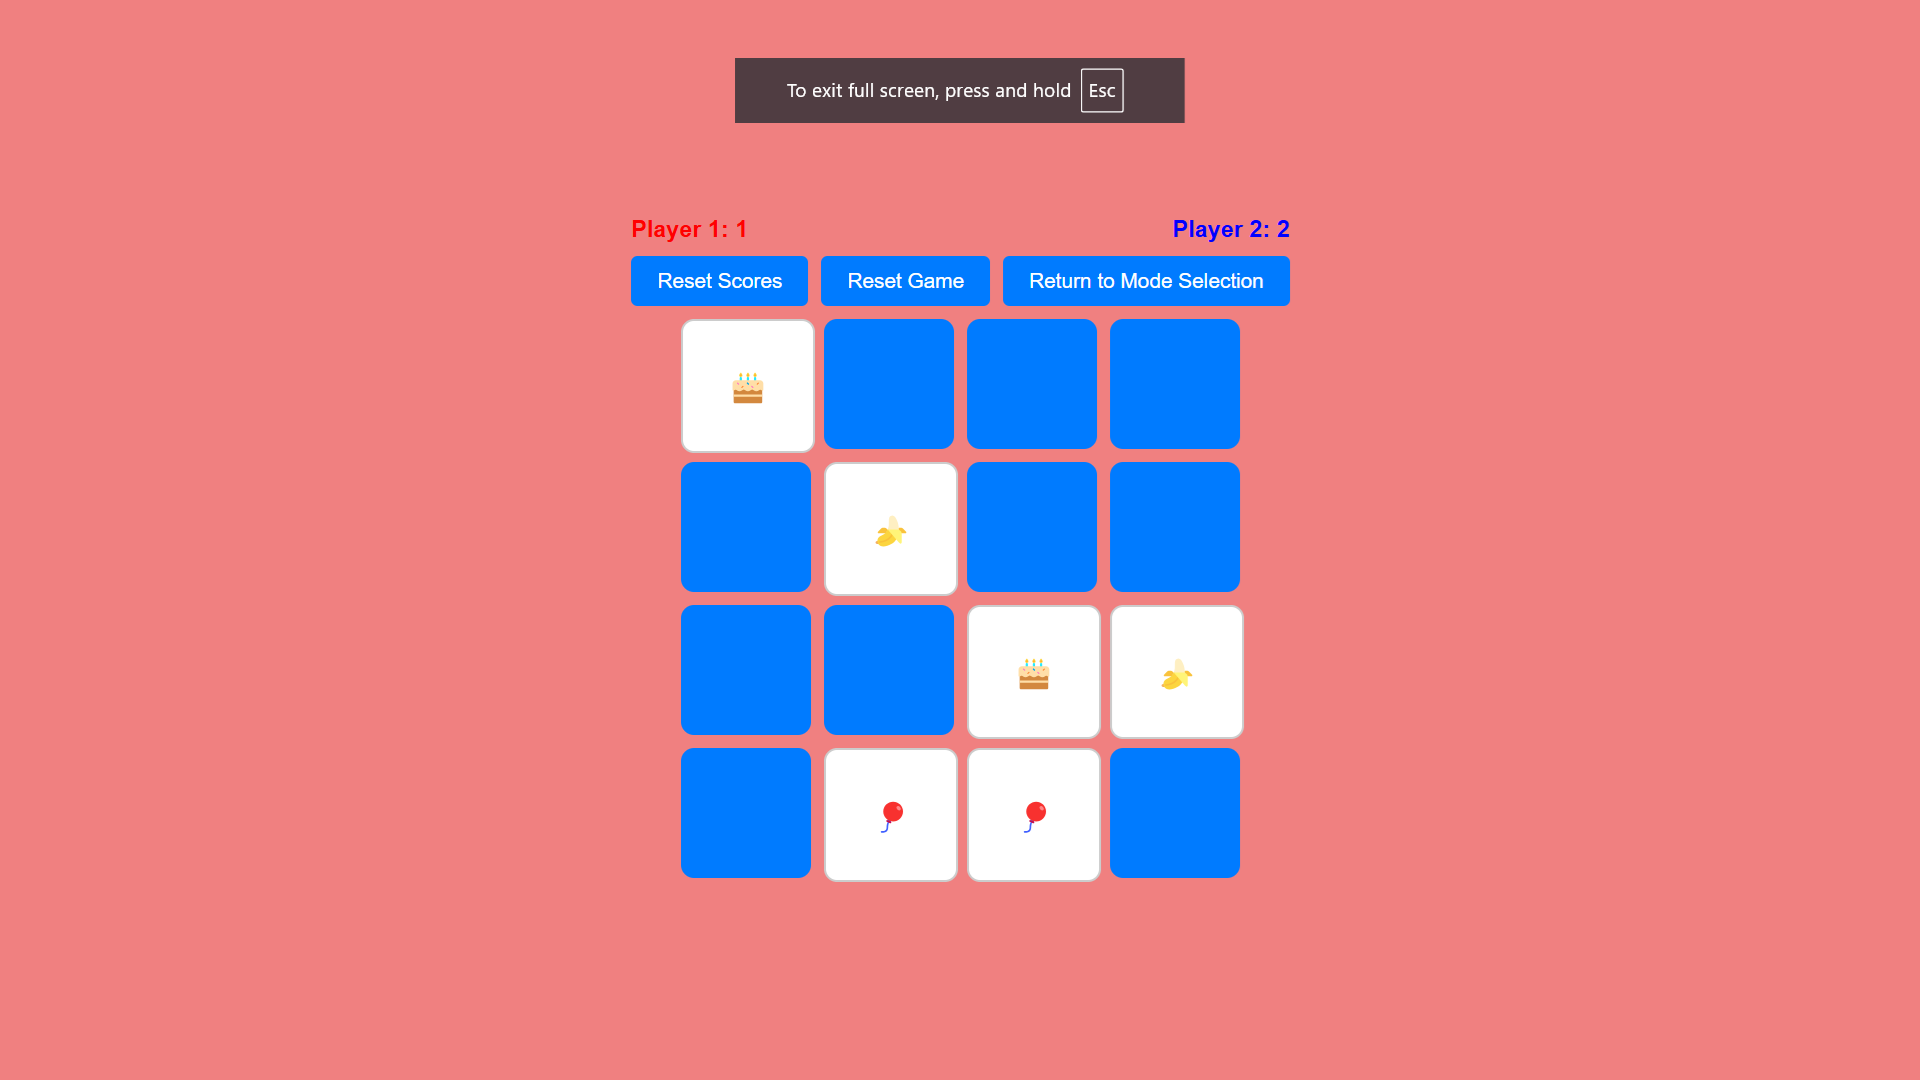 To exit full screen, press and hold Esc
Player 1: 1 Player 2: 2
Reset Scores Reset Game Return to Mode Selection